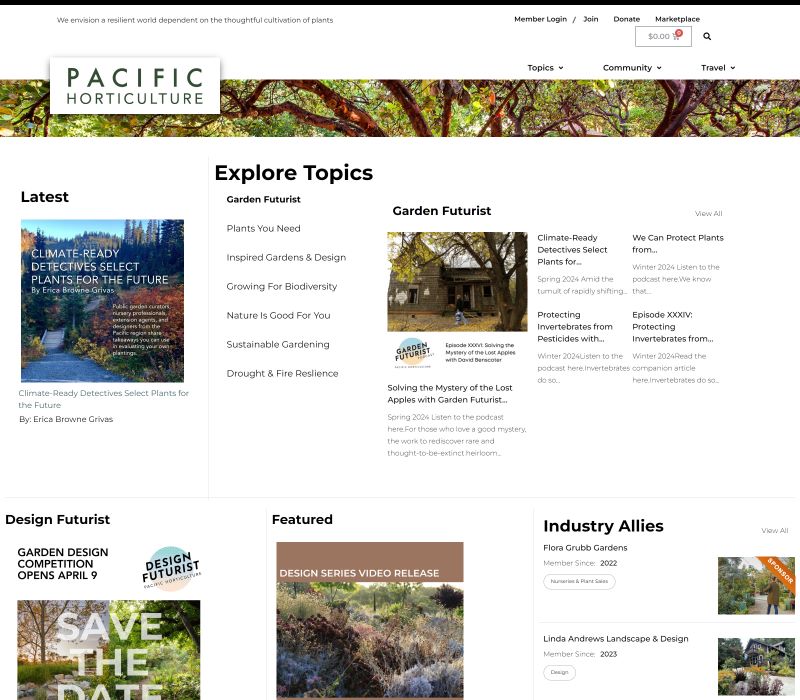 We envision a resilient world dependent on the thoughtful cultivation of plants
Member Login / Join Donate Marketplace
$0.00 0
Topics Community Travel
PACIFIC
HORTICULTURE
Latest
CLIMATE-READY
DETECTIVES SELECT
PLANTS FOR THE FUTURE
By Erica Browne Grivas
Public garden curators,
nursery professionals,
extension agents, and
designers from the
Pacific region share
takeaways you can use
in evaluating your own
plantings.
Climate-Ready Detectives Select Plants for
the Future
By: Erica Browne Grivas
Explore Topics
Garden Futurist
Plants You Need
Inspired Gardens & Design
Growing For Biodiversity
Nature Is Good For You
Sustainable Gardening
Drought & Fire Reslience
Garden Futurist
View All
GARDEN
FUTURIST
PACIFIC HORTICULTURE
Episode XXXV: Solving the
Mystery of the Lost Apples
with David Benscoter
Solving the Mystery of the Lost
Apples with Garden Futurist...
Spring 2024 Listen to the podcast
here.For those who love a good mystery,
the work to rediscover rare and
thought-to-be-extinct heirloom...
Climate-Ready
Detectives Select
Plants for...
Spring 2024 Amid the
tumult of rapidly shifting...
We Can Protect Plants
from...
Winter 2024 Listen to the
podcast here.We know
that...
Protecting
Invertebrates from
Pesticides with...
Winter 2024Listen to the
podcast here.Invertebrates
do so...
Episode XXXIV:
Protecting
Invertebrates from...
Winter 2024Read the
companion article
here.Invertebrates do so...
Design Futurist
GARDEN DESIGN
COMPETITION
OPENS APRIL 9
DESIGN
FUTURIST
PACIFIC HORTICULTURE
SAVE
THE
DATE
Featured
DESIGN SERIES VIDEO RELEASE
Industry Allies
View All
Flora Grubb Gardens
Member Since: 2022
Nurseries & Plant Sales
SPONSOR
Linda Andrews Landscape & Design
Member Since: 2023
Design